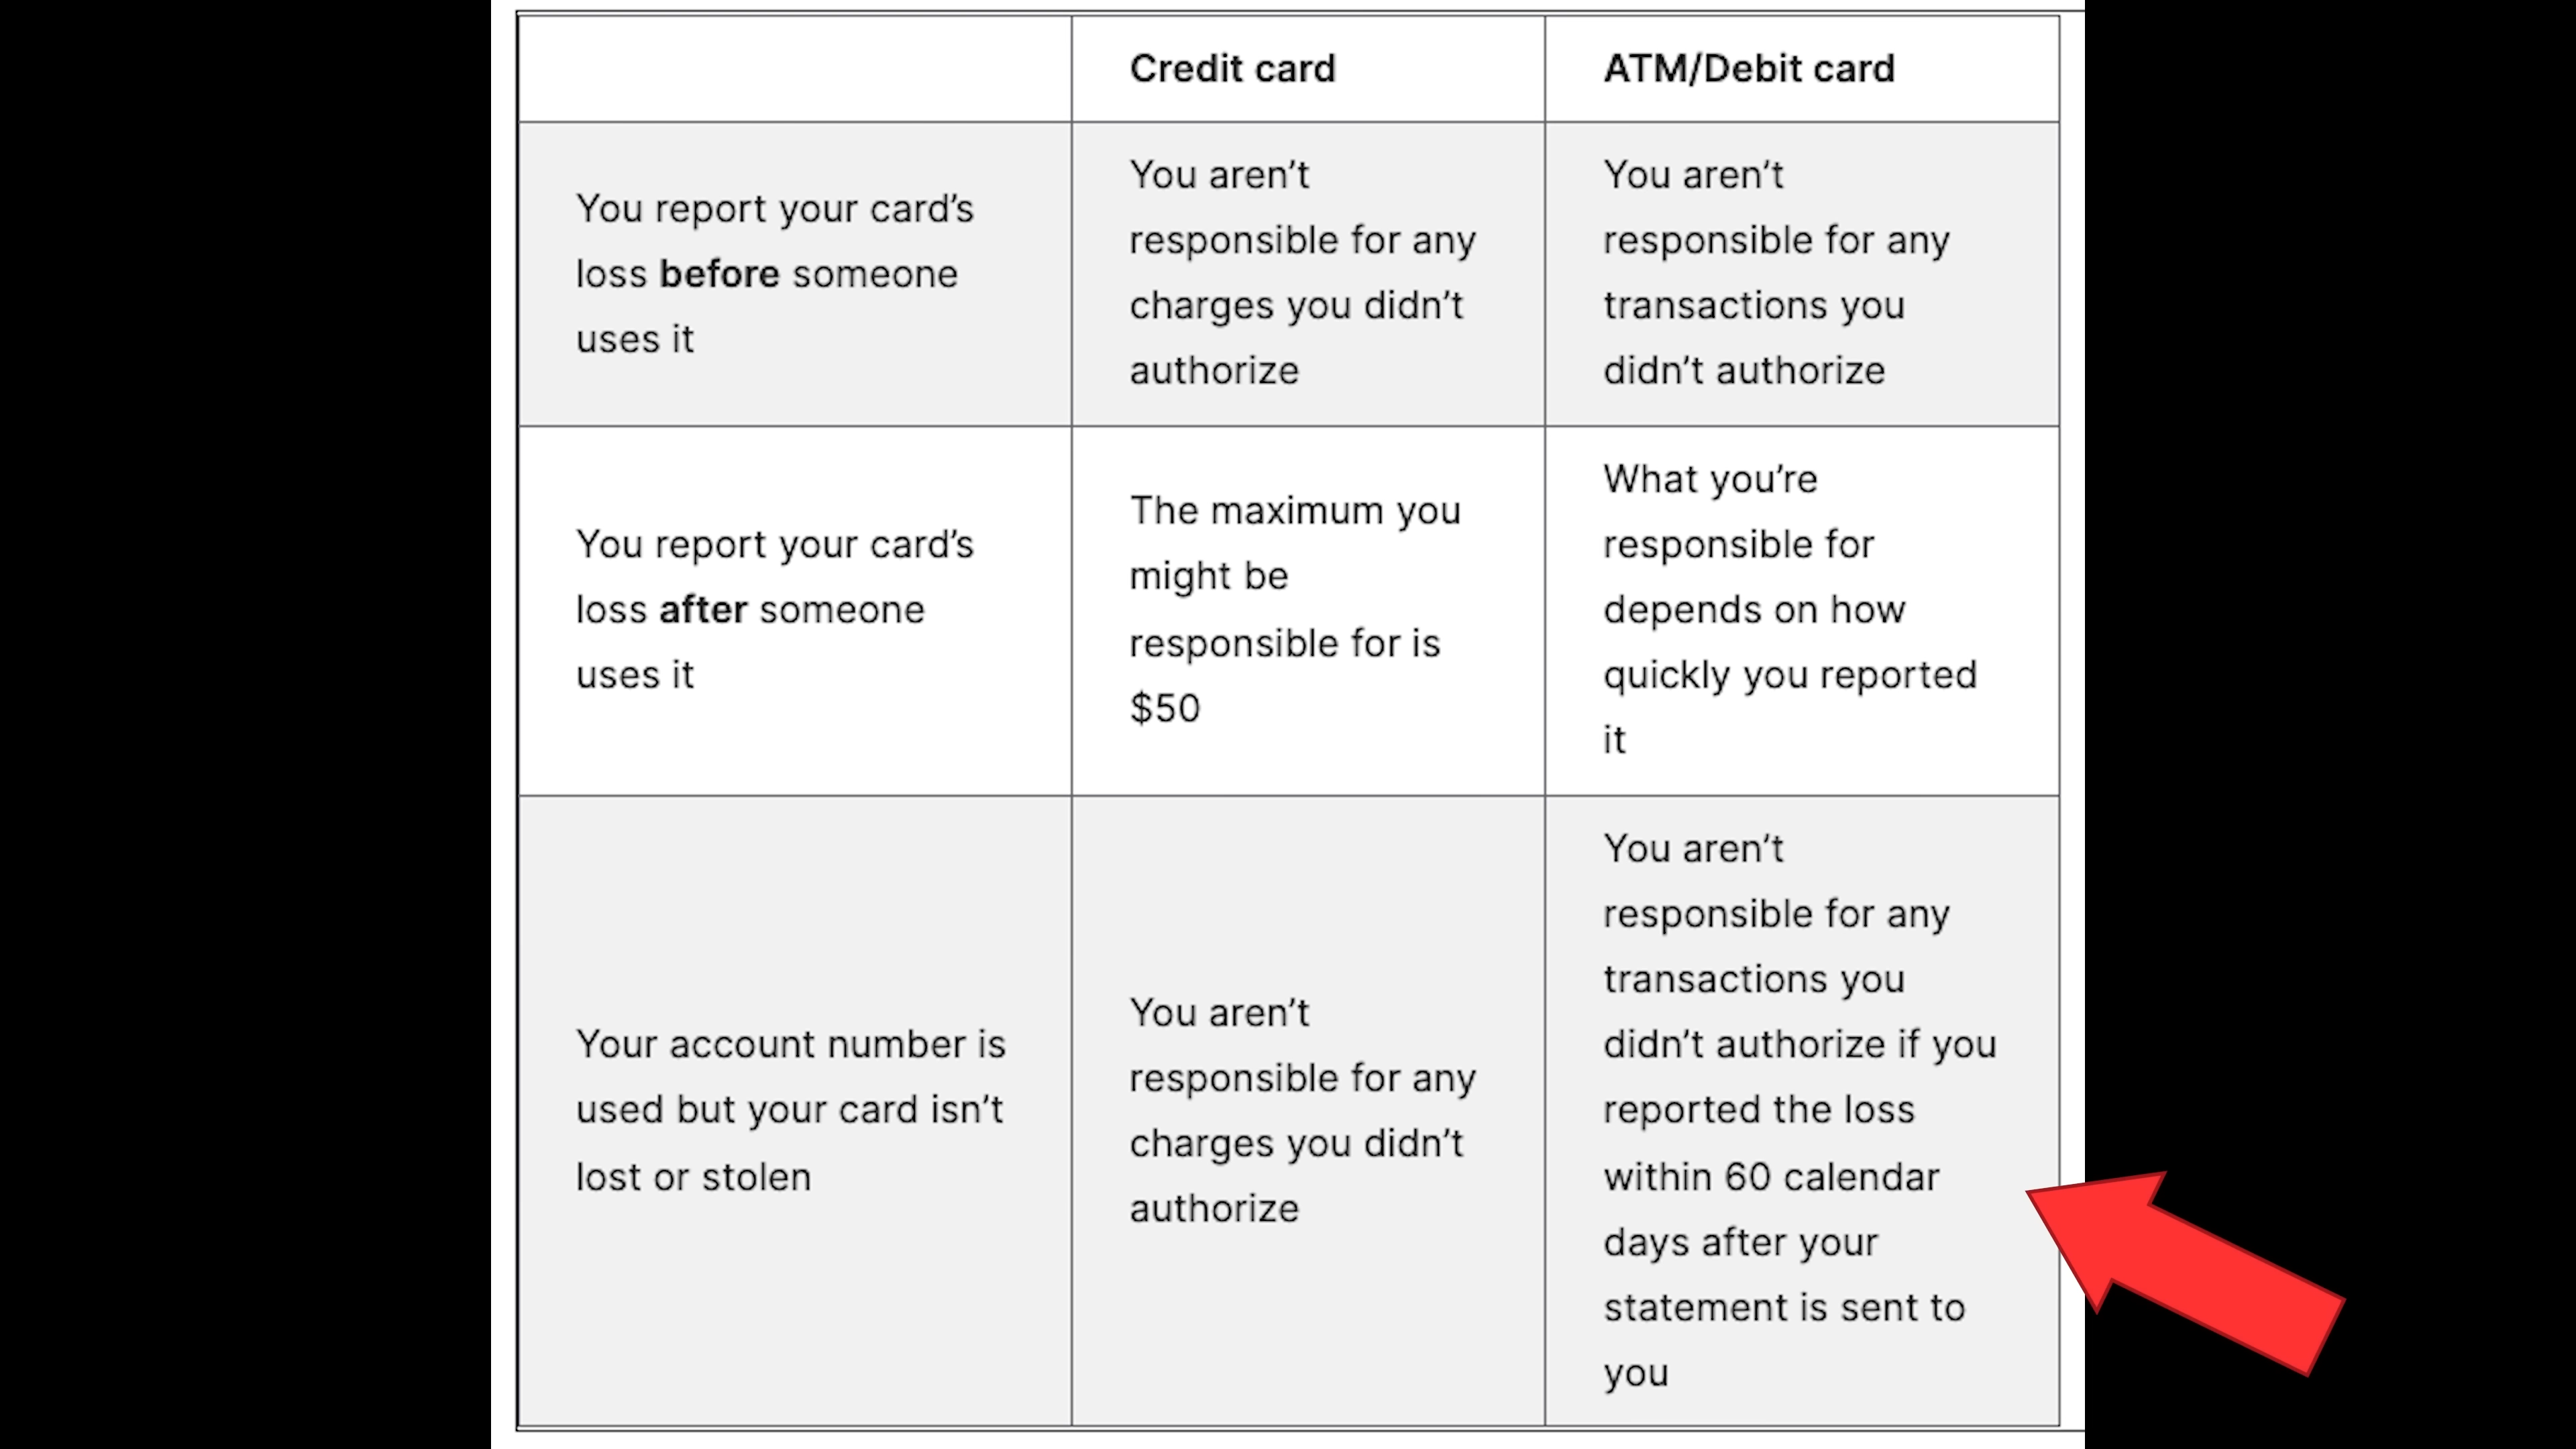 Credit card
ATM/Debit card
You report your card’s
loss before someone
uses it
You aren’t
responsible for any
charges you didn’t
authorize
You aren’t
responsible for any
transactions you
didn’t authorize
You report your card’s
loss after someone
uses it
The maximum you
might be
responsible for is
$50
What you’re
responsible for
depends on how
quickly you reported
it
Your account number is
used but your card isn’t
lost or stolen
You aren’t
responsible for any
charges you didn’t
authorize
You aren’t
responsible for any
transactions you
didn’t authorize if you
reported the loss
within 60 calendar
days after your
statement is sent to
you